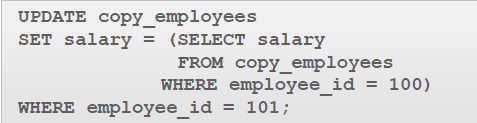 UPDATE copy_employees
SET salary = (SELECT salary
FROM copy_employees
WHERE employee_id = 100)
WHERE employee_id = 101;